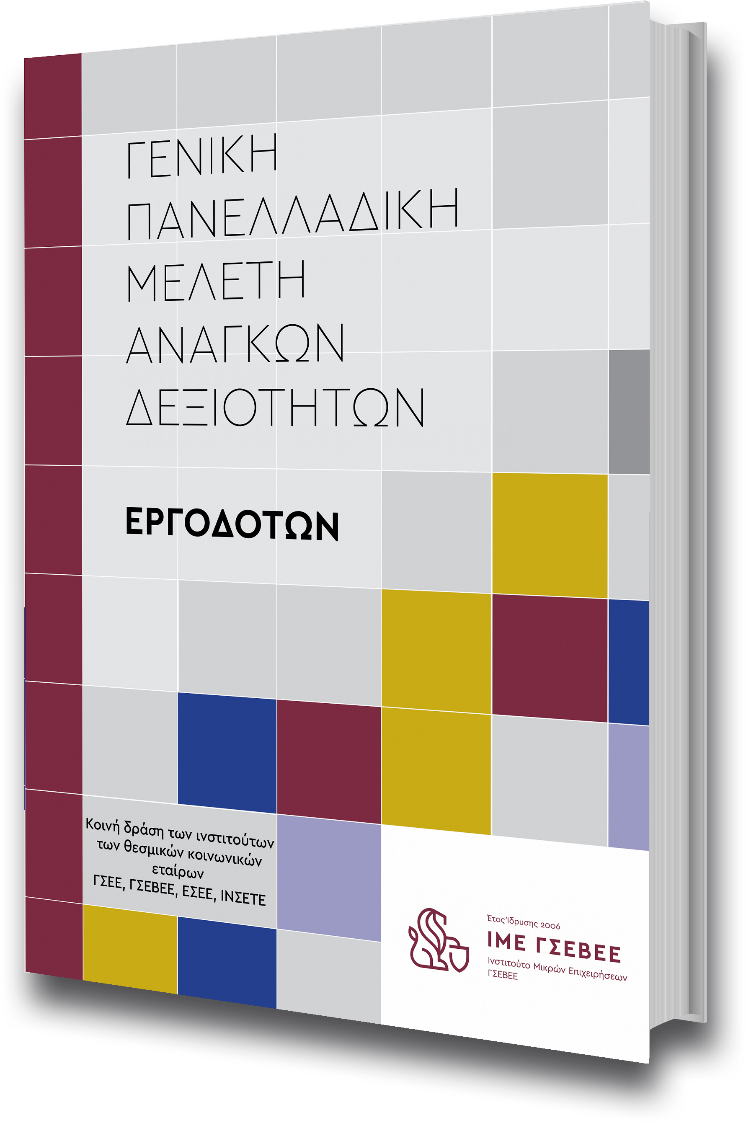 ΓΕΝΙΚΗ
ΠΑΝΕΛΛΑΔΙΚΗ
ΜΕΛΕΤΗ
ΑΝΑΓΚΩΝ
ΔΕΞΙΟΤΗΤΩΝ
ΕΡΓΟΔΟΤΩΝ
Κοινή δράση των ινστιτούτων
των θεσμικών κοινωνικών
εταίρων
ΓΣΕΕ, ΓΣΕΒΕΕ, ΕΣΕΕ, ΙΝΣΕΤΕ
Έτος Ίδρυσης 2006
ΙΜΕ ΓΣΕΒΕΕ
Ινστιτούτο Μικρών Επιχειρήσεων
ΓΣΕΒΕΕ